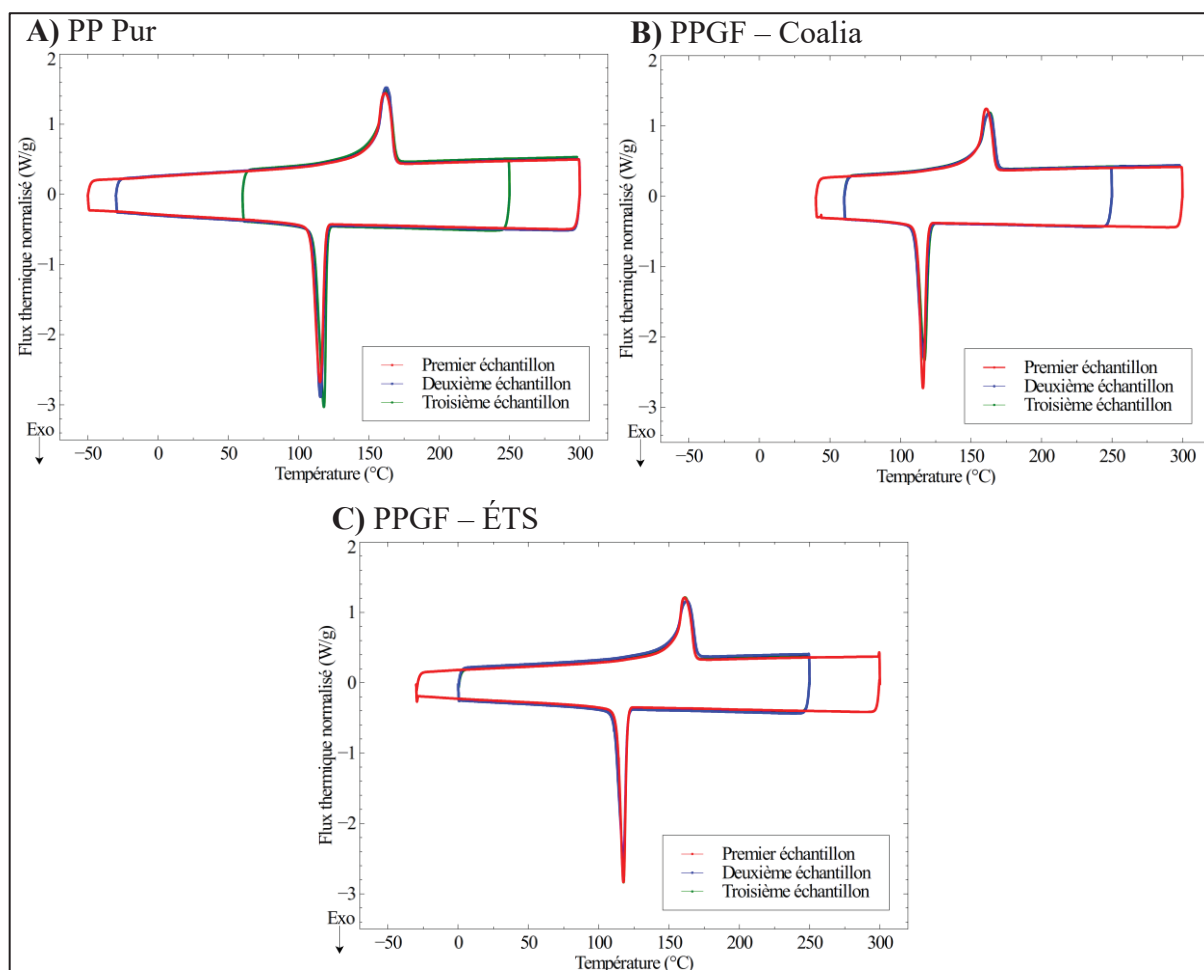 A) PP Pur
2
1
0
−1
−2
−3
Flux thermique normalisé (W/g)
Premier échantillon
Deuxième échantillon
Troisième échantillon
Exo
−50
0
50
100
150
200
250
300
Température (°C)
B) PPGF – Coalia
2
1
0
−1
−2
−3
Flux thermique normalisé (W/g)
Premier échantillon
Deuxième échantillon
Troisième échantillon
Exo
−50
0
50
100
150
200
250
300
Température (°C)
C) PPGF – ÉTS
2
1
0
−1
−2
−3
Flux thermique normalisé (W/g)
Premier échantillon
Deuxième échantillon
Troisième échantillon
Exo
−50
0
50
100
150
200
250
300
Température (°C)